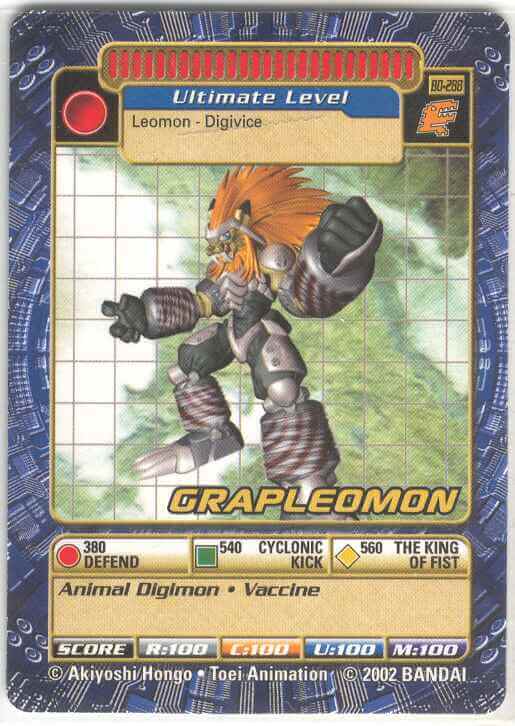 BO-288
Ultimate Level
Leomon - Digivice
GRAPLEOMON
380 DEFEND
540 CYCLONIC KICK
560 THE KING OF FIST
Animal Digimon • Vaccine
SCORE R:100 C:100 U:100 M:100
© Akiyoshi Hongo • Toei Animation © 2002 BANDAI